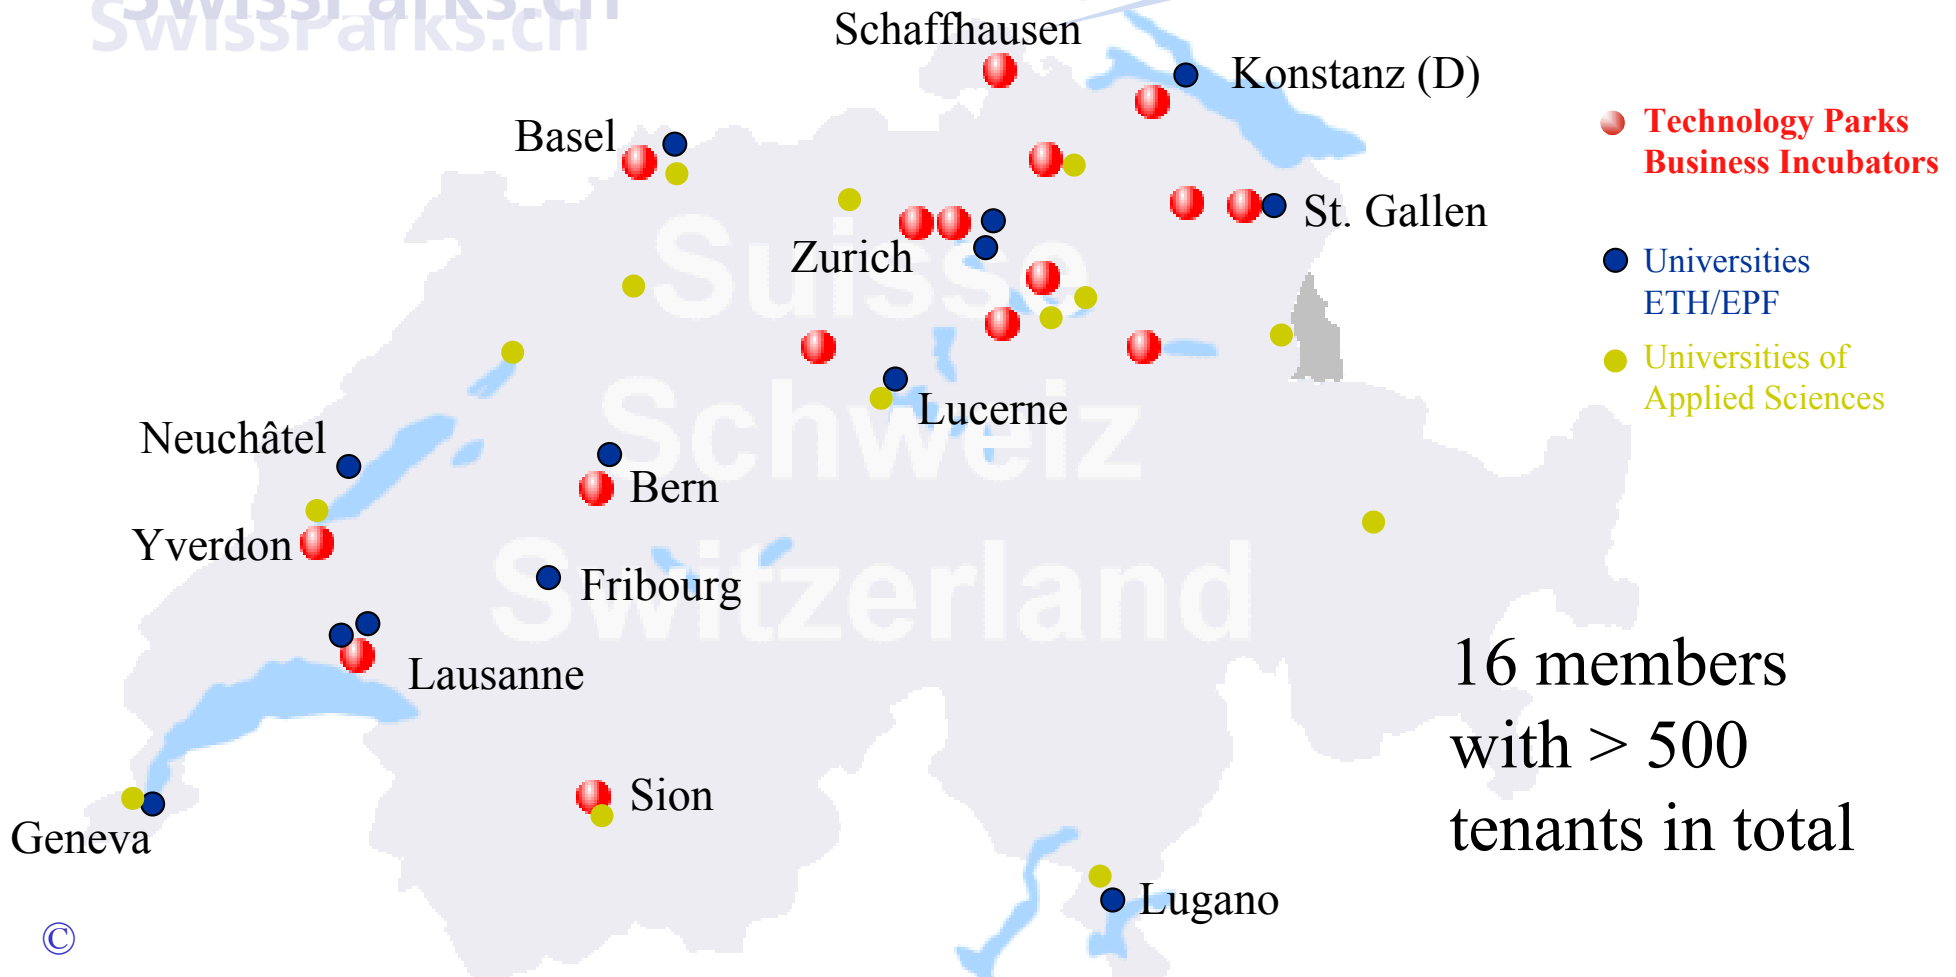 SwissParks.ch
SwissParks.ch
Schaffhausen
Konstanz (D)
Basel
Technology Parks
Business Incubators
St. Gallen
Suisse
Zurich
Universities
ETH/EPF
Universities of
Applied Sciences
Schweiz
Lucerne
Neuchâtel
Bern
Yverdon
Switzerland
Fribourg
Lausanne
16 members
with > 500
tenants in total
Sion
Geneva
Lugano
©